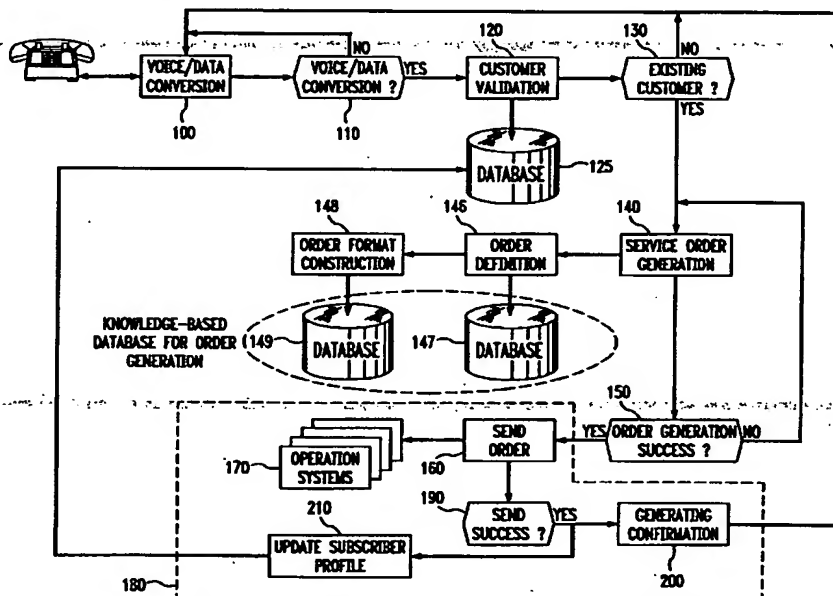 120
130
NO
NO
VOICE/DATA
CONVERSION
VOICE/DATA
CONVERSION ?
YES
CUSTOMER
VALIDATION
EXISTING
CUSTOMER ?
100
110
YES
DATABASE
125
148
146
140
ORDER FORMAT
CONSTRUCTION
ORDER
DEFINITION
SERVICE ORDER
GENERATION
KNOWLEDGE-BASED
DATABASE FOR ORDER
GENERATION
149
DATABASE
147
DATABASE
150
YES
ORDER GENERATION
SUCCESS ?
NO
SEND
ORDER
160
170
OPERATION
SYSTEMS
190
SEND
SUCCESS ?
YES
GENERATING
CONFIRMATION
210
UPDATE SUBSCRIBER
PROFILE
200
180